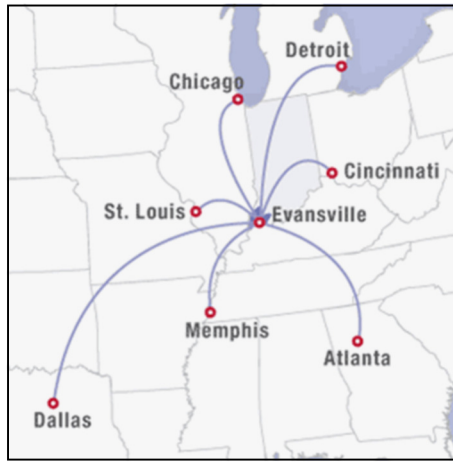 Detroit
Chicago
Cincinnati
St. Louis
Evansville
Memphis
Atlanta
Dallas